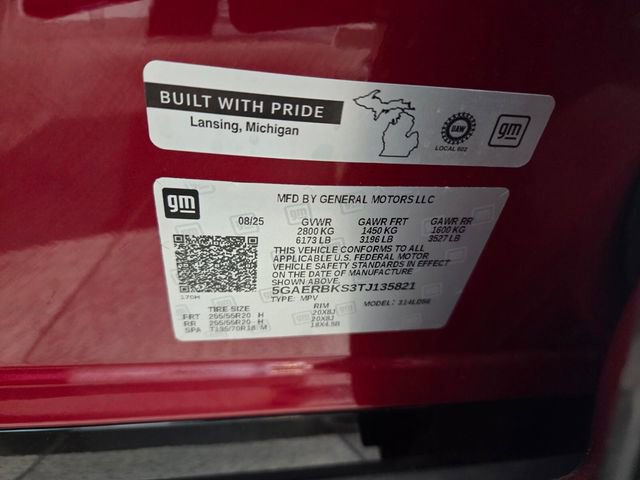 BUILT WITH PRIDE
Lansing, Michigan
UAW
LOCAL 602
gm
gm
MFD BY GENERAL MOTORS LLC
08/25 GVWR GAWR FRT GAWR RR
2800 KG 1450 KG 1600 KG
6173 LB 3196 LB 3527 LB
THIS VEHICLE CONFORMS TO ALL
APPLICABLE U.S. FEDERAL MOTOR
VEHICLE SAFETY STANDARDS IN EFFECT
ON THE DATE OF MANUFACTURE
SHOWN ABOVE.
5GAERBKS3TJ135821
TYPE: MPV MODEL:
TIRE SIZE RIM
FRT 255/55R20 H 20X8J
RR 255/55R20 H 20X8J
SPA T135/70R18 M 18X4.5B